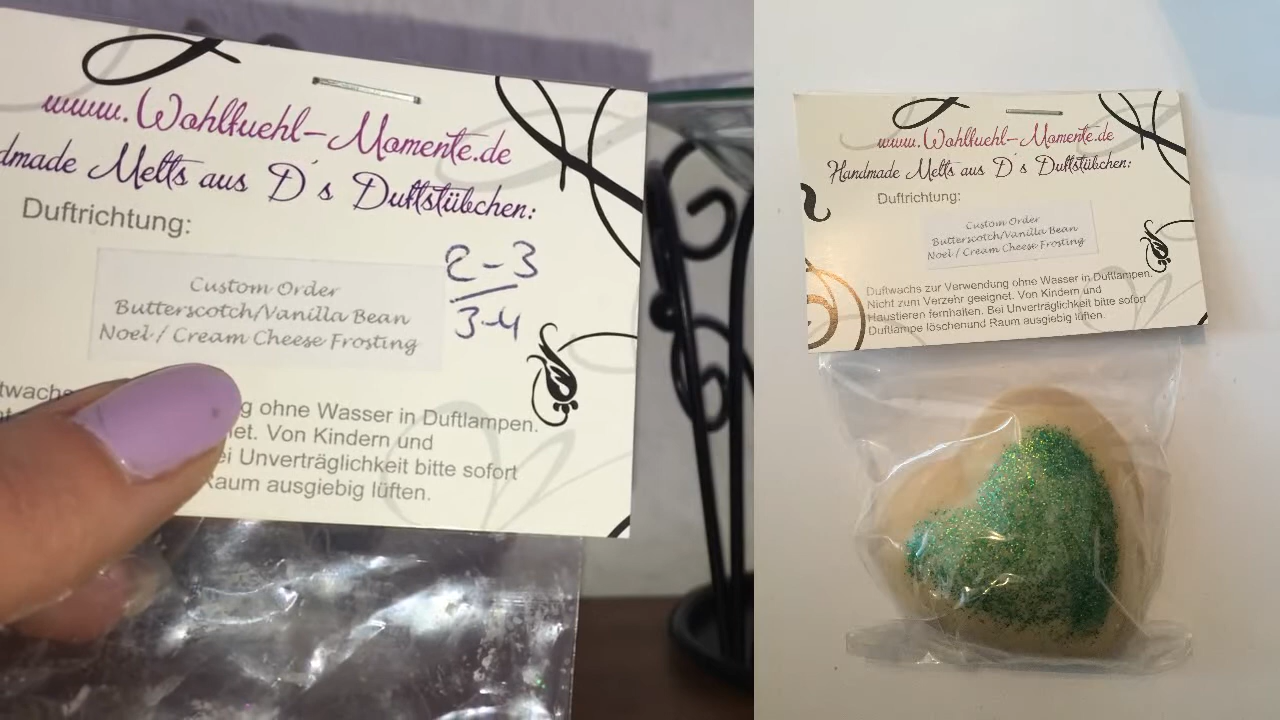 www.Wohlfuehl-Momente.de
dmade Melts aus D´s Duftstübchen:
Duftrichtung:
Custom Order
Butterscotch/Vanilla Bean
Noel / Cream Cheese Frosting
2-3
3-4
ohne Wasser in Duftlampen.
Von Kindern und
Unverträglichkeit bitte sofort
Raum ausgiebig lüften.
www.Wohlfuehl-Momente.de
Handmade Melts aus D´s Duftstübchen:
Duftrichtung:
Custom Order
Butterscotch/Vanilla Bean
Noel / Cream Cheese Frosting
Duftwachs zur Verwendung ohne Wasser in Duftlampen.
Nicht zum Verzehr geeignet. Von Kindern und
Haustieren fernhalten. Bei Unverträglichkeit bitte sofort
Duftlampe löschenund Raum ausgiebig lüften.